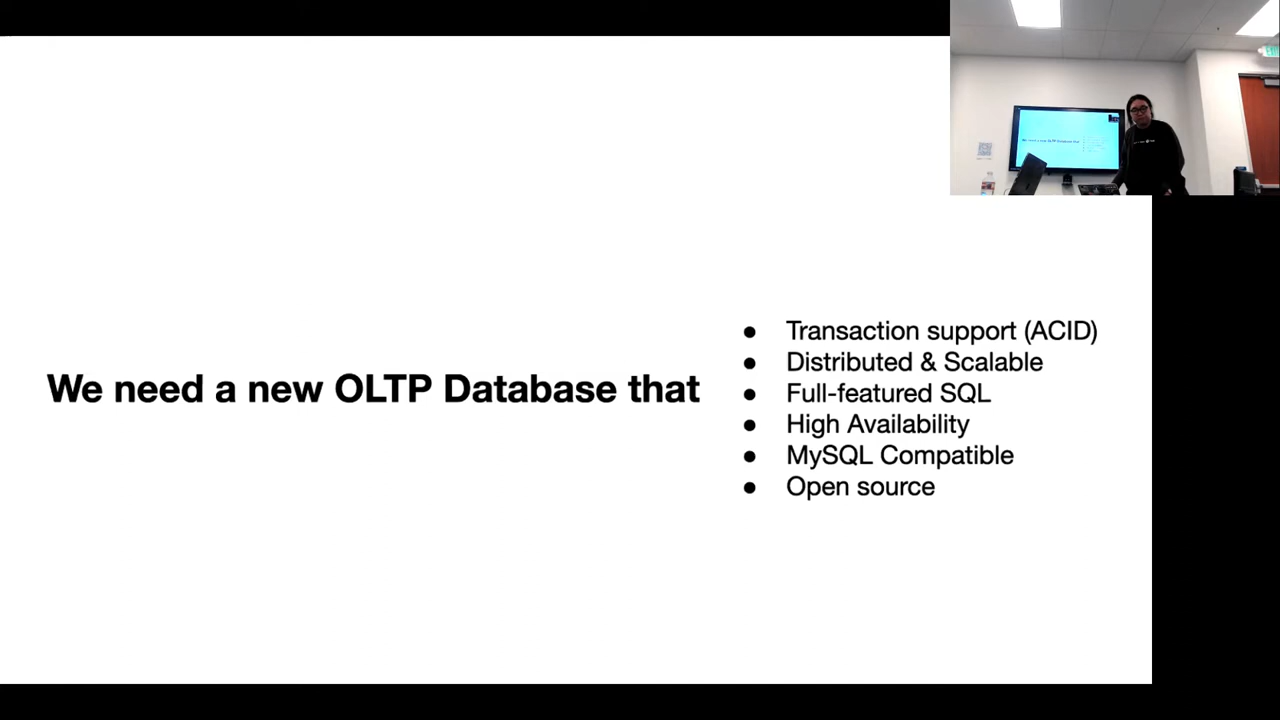 We need a new OLTP Database that
● Transaction support (ACID)
● Distributed & Scalable
● Full-featured SQL
● High Availability
● MySQL Compatible
● Open source